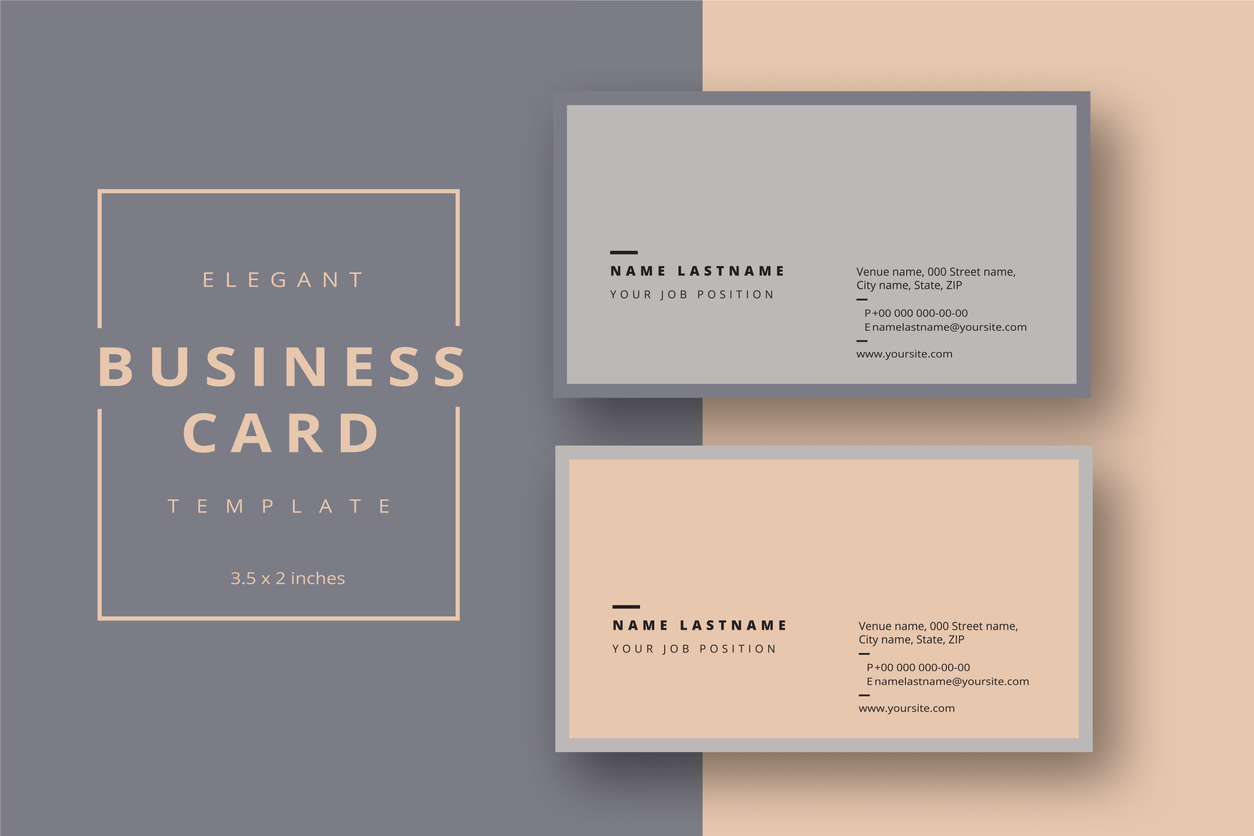 ELEGANT
BUSINESS
CARD
TEMPLATE
3.5 x 2 inches
NAME LASTNAME
YOUR JOB POSITION
Venue name, 000 Street name,
City name, State, ZIP
P +00 000 000-00-00
E namelastname@yoursite.com
www.yoursite.com
NAME LASTNAME
YOUR JOB POSITION
Venue name, 000 Street name,
City name, State, ZIP
P +00 000 000-00-00
E namelastname@yoursite.com
www.yoursite.com